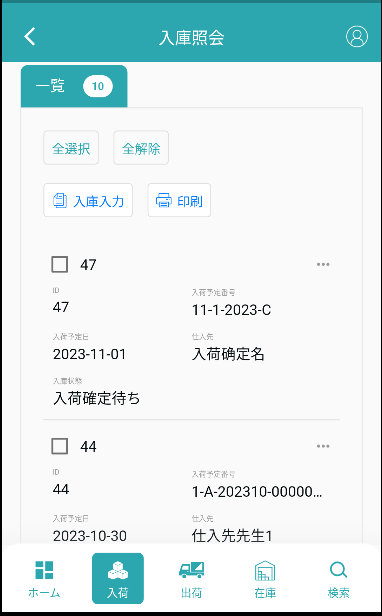 入庫照会
一覧 10
全選択 全解除
入庫入力 印刷
47
ID 入荷予定番号
47 11-1-2023-C
入荷予定日 仕入先
2023-11-01 入荷确定名
入庫状態
入荷確定待ち
44
ID 入荷予定番号
44 1-A-202310-00000...
入荷予定日 仕入先
2023-10-30 仕入先先生1
ホーム 入荷 出荷 在庫 検索